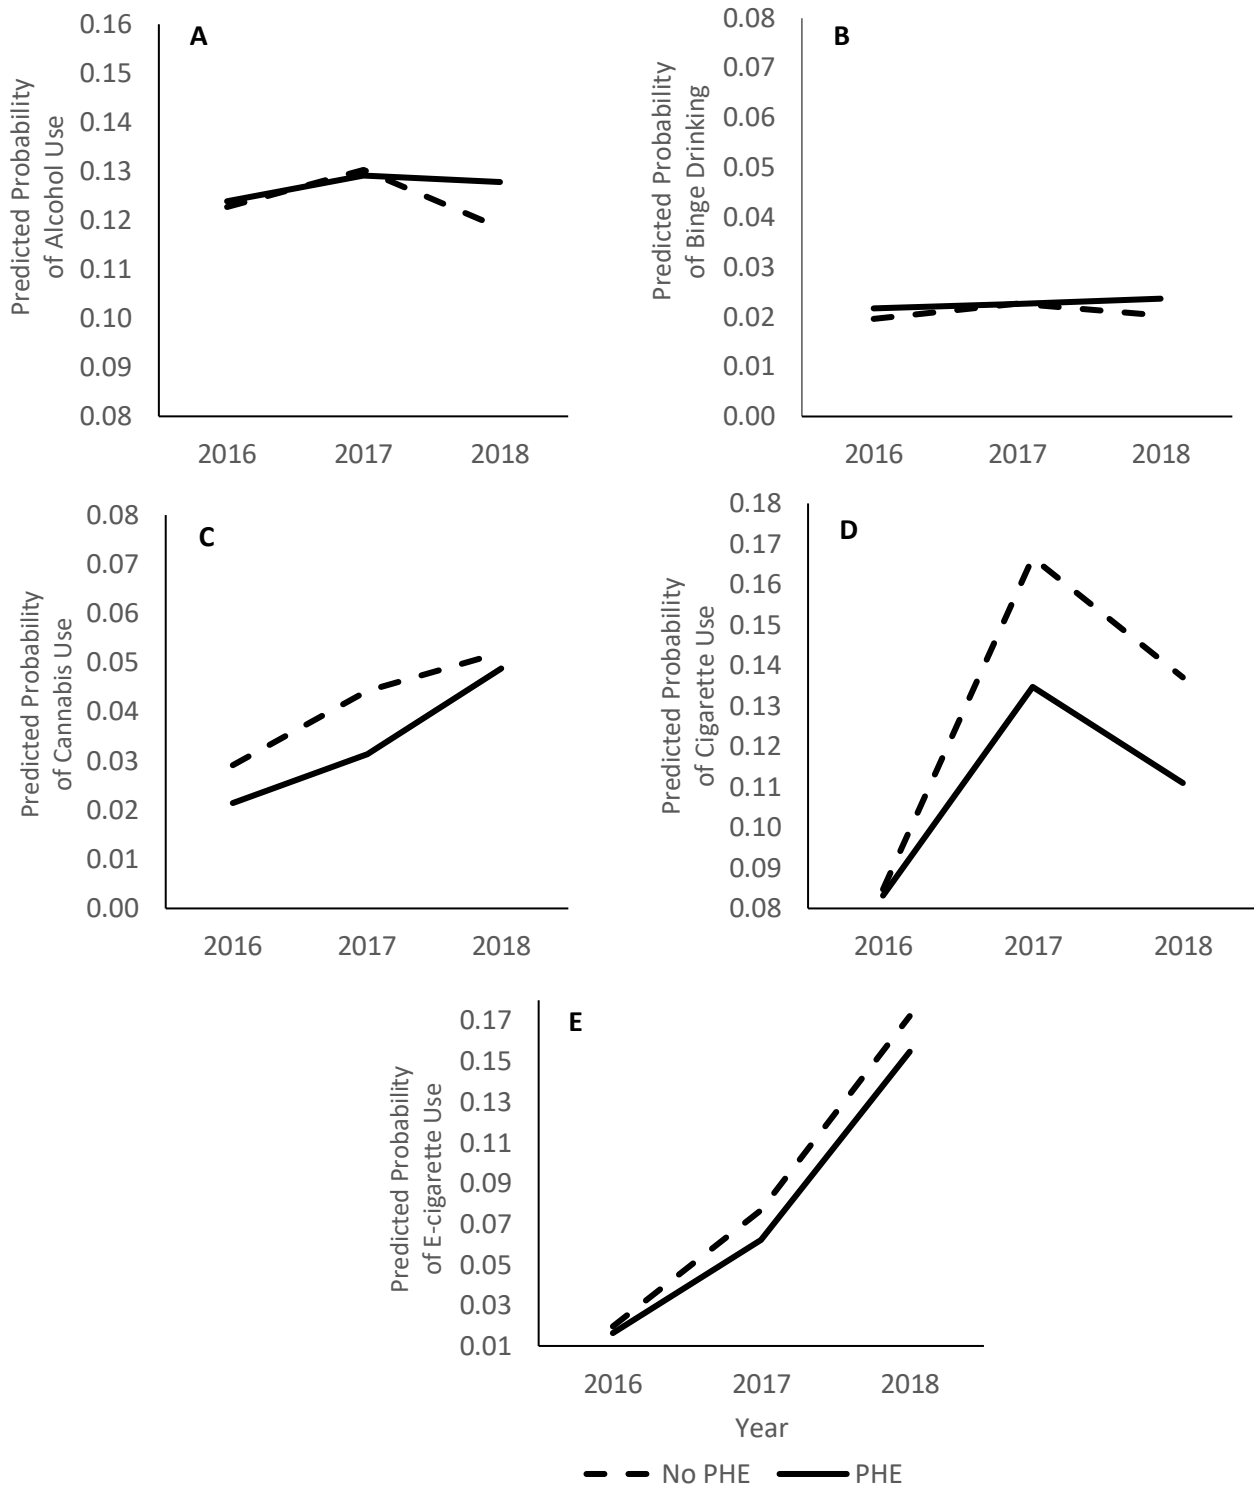 A
Predicted Probability
of Alcohol Use
0.16
0.15
0.14
0.13
0.12
0.11
0.10
0.09
0.08
2016 2017 2018
B
Predicted Probability
of Binge Drinking
0.08
0.07
0.06
0.05
0.04
0.03
0.02
0.01
0.00
2016 2017 2018
C
Predicted Probability
of Cannabis Use
0.08
0.07
0.06
0.05
0.04
0.03
0.02
0.01
0.00
2016 2017 2018
D
Predicted Probability
of Cigarette Use
0.18
0.17
0.16
0.15
0.14
0.13
0.12
0.11
0.10
0.09
0.08
2016 2017 2018
E
Predicted Probability
of E-cigarette Use
0.17
0.15
0.13
0.11
0.09
0.07
0.05
0.03
0.01
2016 2017 2018
Year
No PHE PHE